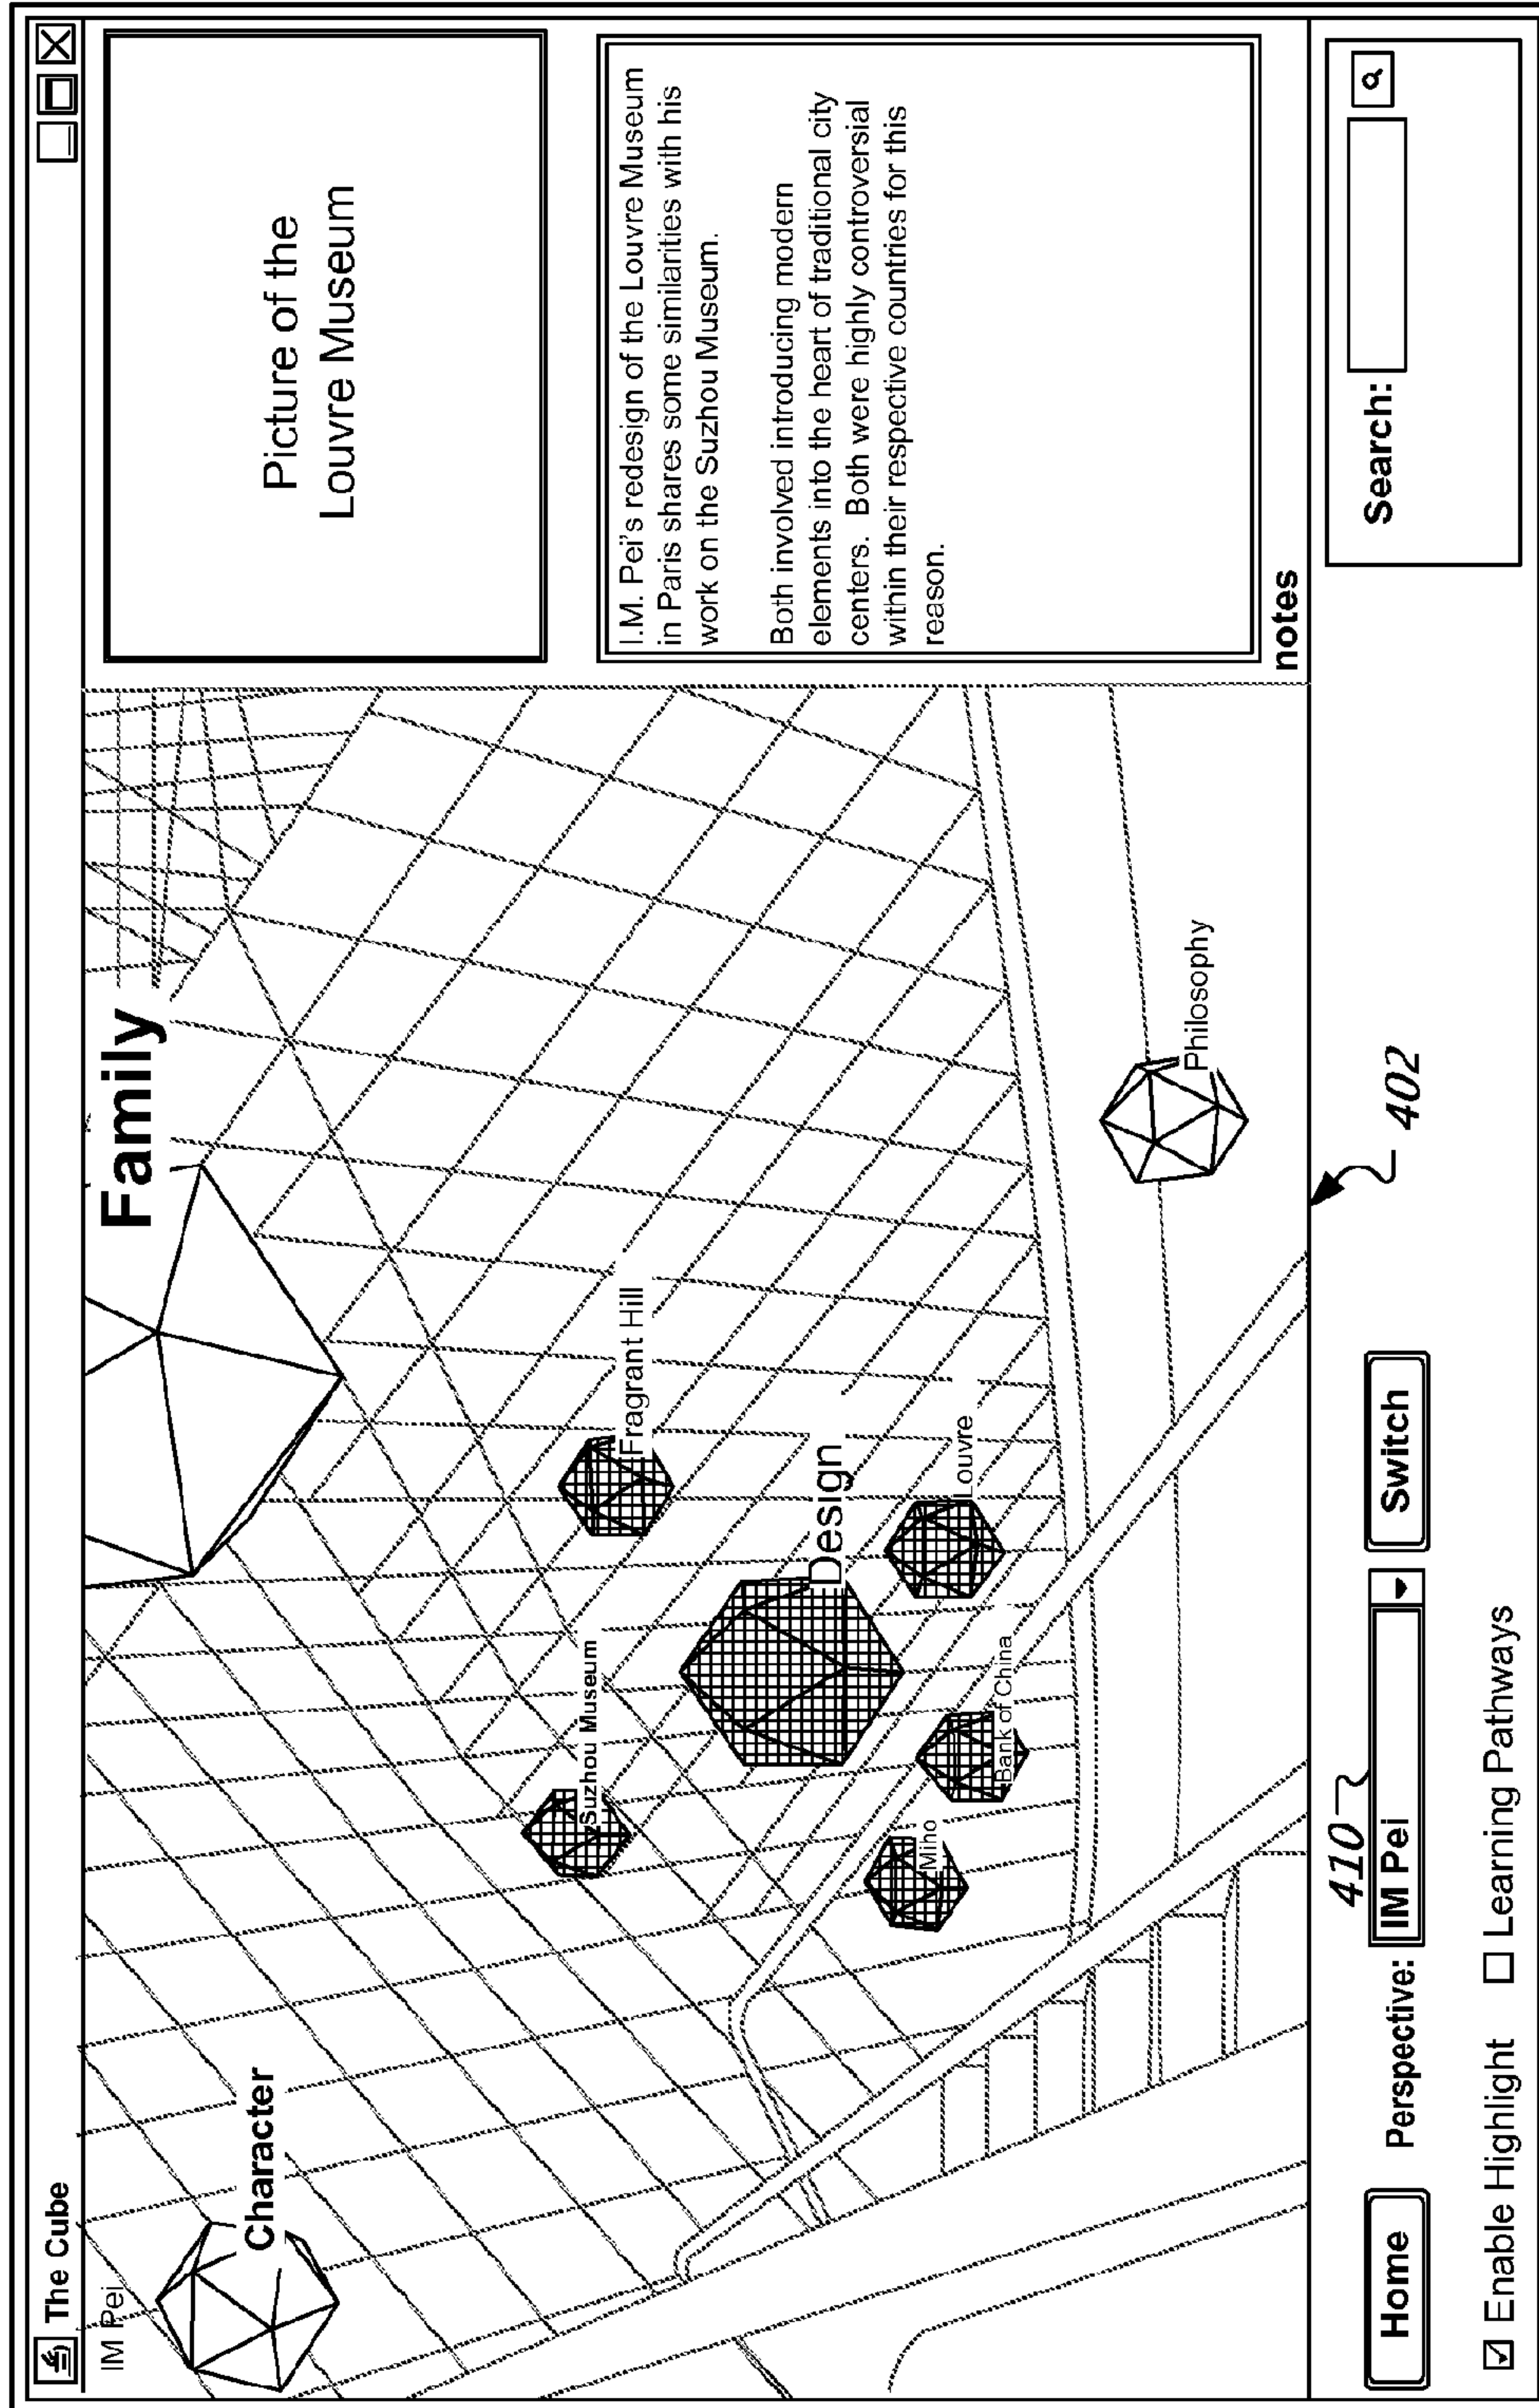 The Cube
IM Pei
Character
Family
Suzhou Museum
Fragrant Hill
Design
Miho
Bank of China
Louvre
Philosophy
Picture of the
Louvre Museum
I.M. Pei's redesign of the Louvre Museum
in Paris shares some similarities with his
work on the Suzhou Museum.
Both involved introducing modern
elements into the heart of traditional city
centers. Both were highly controversial
within their respective countries for this
reason.
notes
410
402
Home
Perspective:
IM Pei
Switch
Search:
☑ Enable Highlight
☐ Learning Pathways